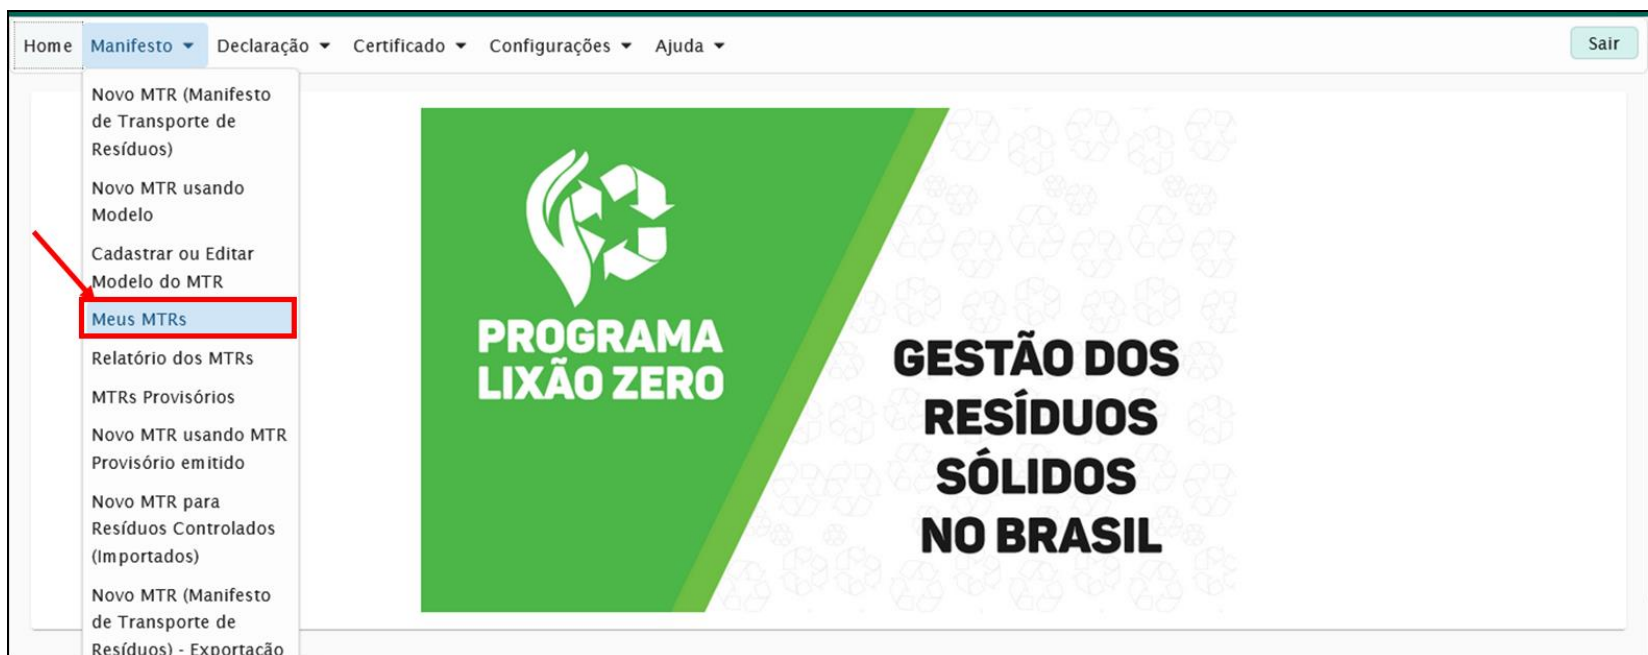 Home Manifesto Declaração Certificado Configurações Ajuda Sair
Novo MTR (Manifesto
de Transporte de
Resíduos)
Novo MTR usando
Modelo
Cadastrar ou Editar
Modelo do MTR
Meus MTRs
Relatório dos MTRs
MTRs Provisórios
Novo MTR usando MTR
Provisório emitido
Novo MTR para
Resíduos Controlados
(Importados)
Novo MTR (Manifesto
de Transporte de
Resíduos) - Exportação
PROGRAMA
LIXÃO ZERO
GESTÃO DOS
RESÍDUOS
SÓLIDOS
NO BRASIL